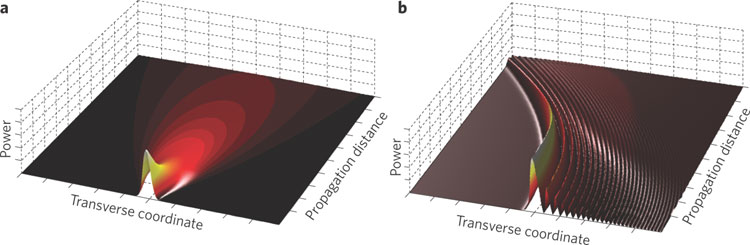 a
Power
Transverse coordinate
Propagation distance
b
Power
Transverse coordinate
Propagation distance